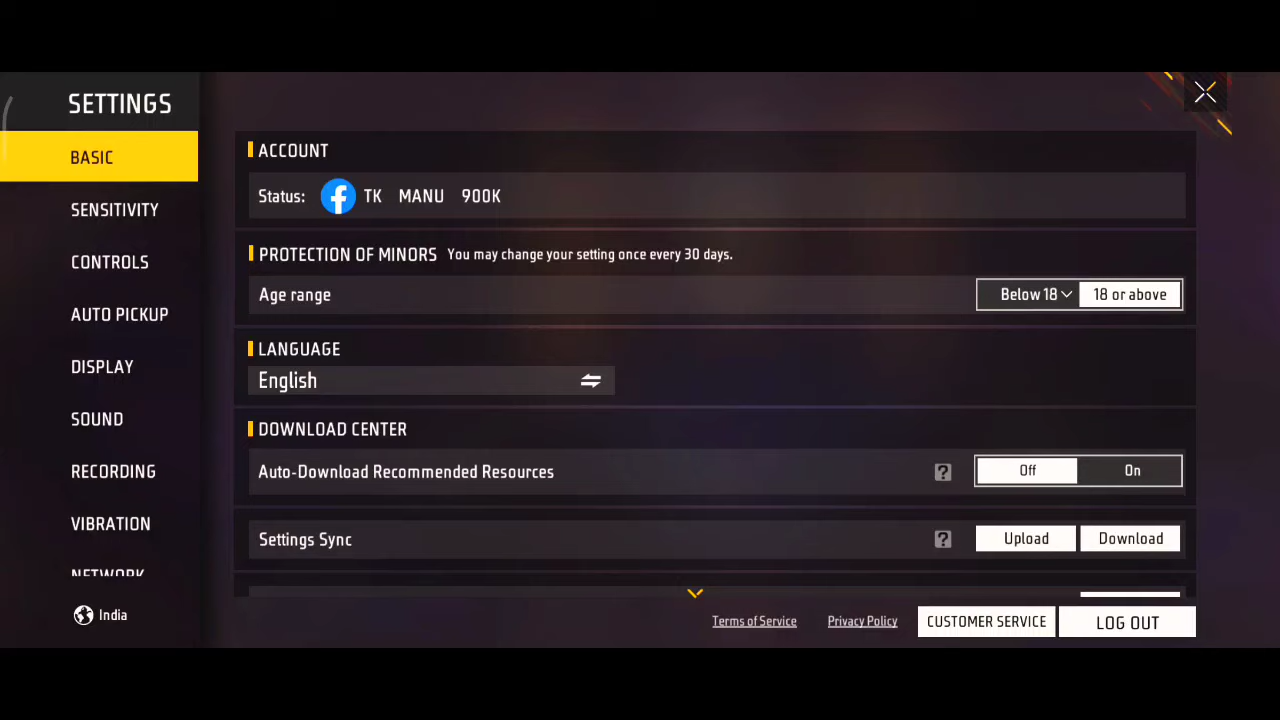 SETTINGS
BASIC
SENSITIVITY
CONTROLS
AUTO PICKUP
DISPLAY
SOUND
RECORDING
VIBRATION
NETWORK
India
ACCOUNT
Status: TK MANU 900K
PROTECTION OF MINORS You may change your setting once every 30 days.
Age range Below 18 18 or above
LANGUAGE
English
DOWNLOAD CENTER
Auto-Download Recommended Resources ? Off On
Settings Sync ? Upload Download
Terms of Service Privacy Policy CUSTOMER SERVICE LOG OUT